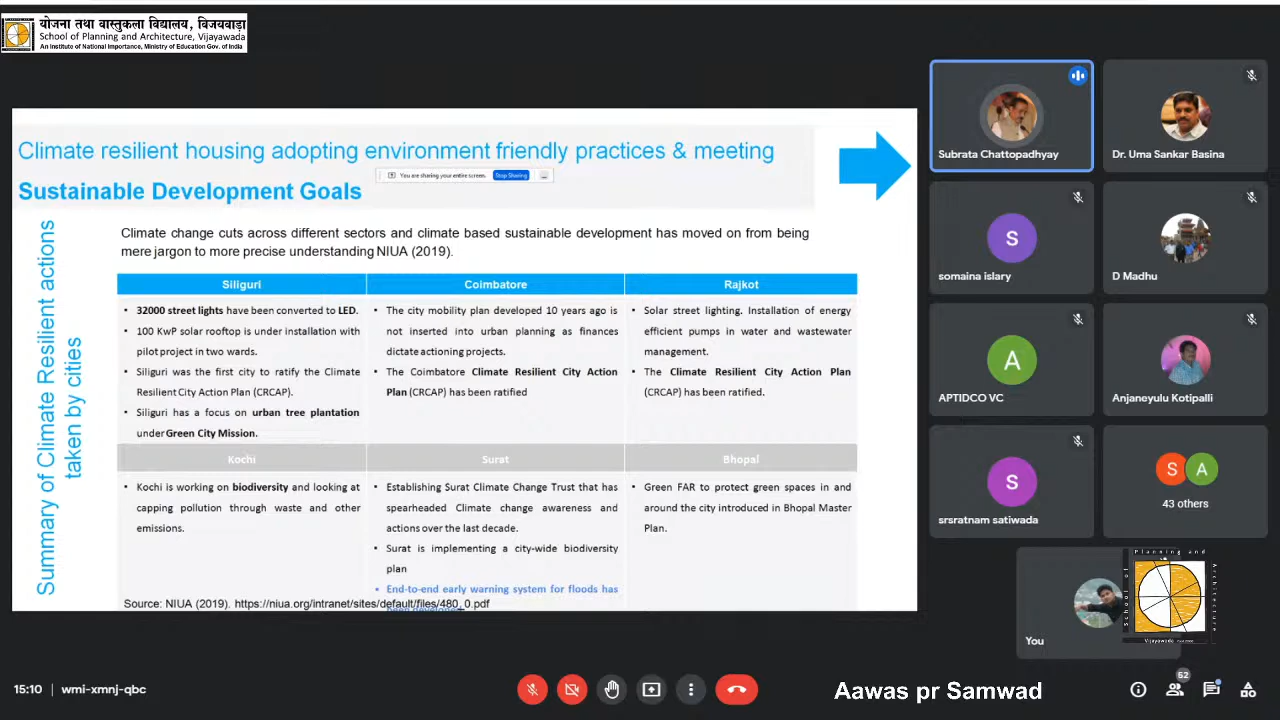 योजना तथा वास्तुकला विद्यालय, विजयवाड़ा
School of Planning and Architecture, Vijayawada
An Institute of National Importance, Ministry of Education Gov. of India
Climate resilient housing adopting environment friendly practices & meeting
Sustainable Development Goals
You are sharing your entire screen.
Stop Sharing
Summary of Climate Resilient actions
taken by cities
Climate change cuts across different sectors and climate based sustainable development has moved on from being
mere jargon to more precise understanding NIUA (2019).
Siliguri
• 32000 street lights have been converted to LED.
• 100 KwP solar rooftop is under installation with
pilot project in two wards.
• Siliguri was the first city to ratify the Climate
Resilient City Action Plan (CRCAP).
• Siliguri has a focus on urban tree plantation
under Green City Mission.
Coimbatore
• The city mobility plan developed 10 years ago is
not inserted into urban planning as finances
dictate actioning projects.
• The Coimbatore Climate Resilient City Action
Plan (CRCAP) has been ratified
Rajkot
• Solar street lighting. Installation of energy
efficient pumps in water and wastewater
management.
• The Climate Resilient City Action Plan
(CRCAP) has been ratified.
Kochi
• Kochi is working on biodiversity and looking at
capping pollution through waste and other
emissions.
Surat
• Establishing Surat Climate Change Trust that has
spearheaded Climate change awareness and
actions over the last decade.
• Surat is implementing a city-wide biodiversity
plan
• End-to-end early warning system for floods has
Bhopal
• Green FAR to protect green spaces in and
around the city introduced in Bhopal Master
Plan.
Source: NIUA (2019). https://niua.org/intranet/sites/default/files/480_0.pdf
Subrata Chattopadhyay
Dr. Uma Sankar Basina
S
somaina islary
D Madhu
A
APTIDCO VC
Anjaneyulu Kotipalli
S
srsratnam satiwada
S A
43 others
You
School of
Planning and
Architecture
Vijayawada
15:10 | wmi-xmnj-qbc
Aawas pr Samwad
52